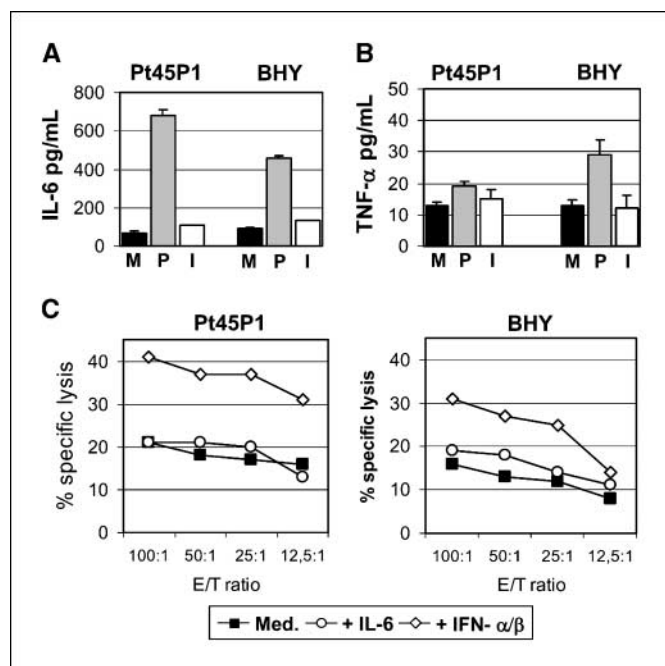 A
Pt45P1 BHY
IL-6 pg/mL
800
600
400
200
0
M P I M P I
B
Pt45P1 BHY
TNF-α pg/mL
50
40
30
20
10
0
M P I M P I
C
Pt45P1
% specific lysis
40
30
20
10
0
100:1 50:1 25:1 12,5:1
E/T ratio
BHY
% specific lysis
40
30
20
10
0
100:1 50:1 25:1 12,5:1
E/T ratio
Med. + IL-6 + IFN- α/β